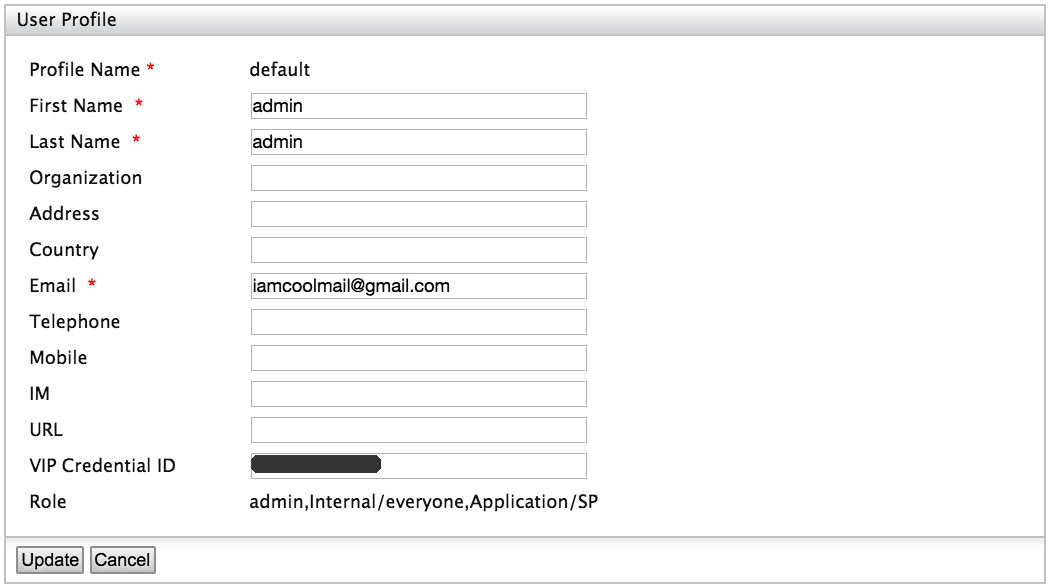 User Profile
Profile Name * default
First Name * admin
Last Name * admin
Organization
Address
Country
Email * iamcoolmail@gmail.com
Telephone
Mobile
IM
URL
VIP Credential ID
Role admin,Internal/everyone,Application/SP
Update Cancel